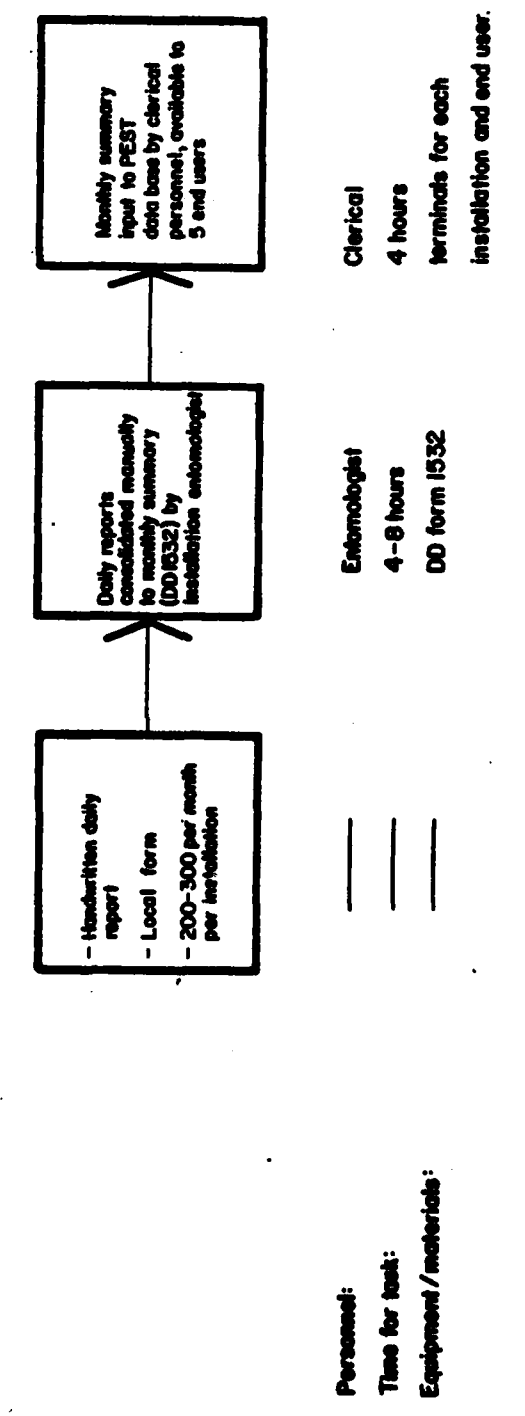 - Handwritten daily
report
- Local form
- 200-300 per month
per installation
Daily reports
consolidated manually
to monthly summary
(DD1532) by
installation entomologist
Monthly summary
input to PEST
data base by clerical
personnel, available to
5 end users
Personnel:
Entomologist
Clerical
Time for task:
4-8 hours
4 hours
Equipment/materials:
DD form 1532
terminals for each
installation and end user.